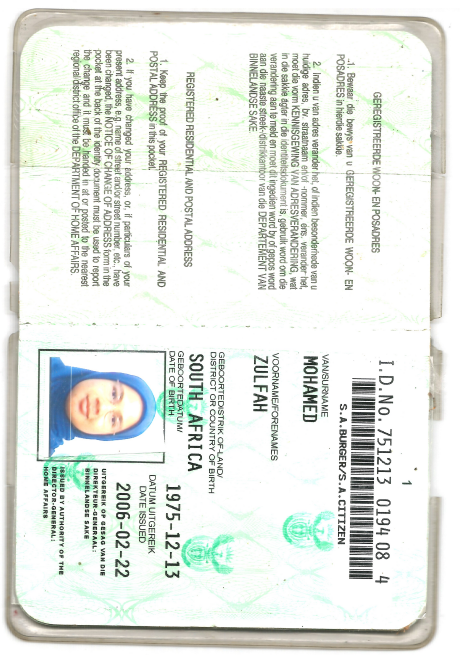 GEREGISTREERDE WOON- EN POSADRES
1. Bewaar die bewys van u GEREGISTREERDE WOON- EN
POSADRES in hierdie sakkie.
2. Indien u van adres verander het, of indien besonderhede van u
huidige adres, bv. straatnaam en/of -nommer, ens. verander het,
moet die vorm KENNISGEWING VAN ADRESVERANDERING, wat
in die sakkie agter in die identiteitsdokument is, gebruik word om die
verandering aan te meld en moet dit ingedien word by of gepos word
aan die naaste streek-/distrikkantoor van die DEPARTEMENT VAN
BINNELANDSE SAKE.
REGISTERED RESIDENTIAL AND POSTAL ADDRESS
1. Keep the proof of your REGISTERED RESIDENTIAL AND
POSTAL ADDRESS in this pocket.
2. If you have changed your address, or, if particulars of your
present address, e.g. name of street and/or street number, etc., have
been changed, the NOTICE OF CHANGE OF ADDRESS form in the
pocket at the back of the identity document must be used to report
the change and it must be handed in at or posted to the nearest
regional/district office of the DEPARTMENT OF HOME AFFAIRS.
1
I.D.No. 751213 0194 08 4
S.A.BURGER/S.A.CITIZEN
VAN/SURNAME
MOHAMED
VOORNAME/FORENAMES
ZULFAH
GEBOORTEDISTRIK-OF-LAND/
DISTRICT OR COUNTRY OF BIRTH
SOUTH AFRICA
GEBOORTEDATUM/
DATE OF BIRTH
1975-12-13
DATUM UITGEREIK
DATE ISSUED
2006-02-22
UITGEREIK OP GESAG VAN DIE
DIREKTEUR-GENERAAL:
BINNELANDSE SAKE
ISSUED BY AUTHORITY OF THE
DIRECTOR-GENERAL:
HOME AFFAIRS